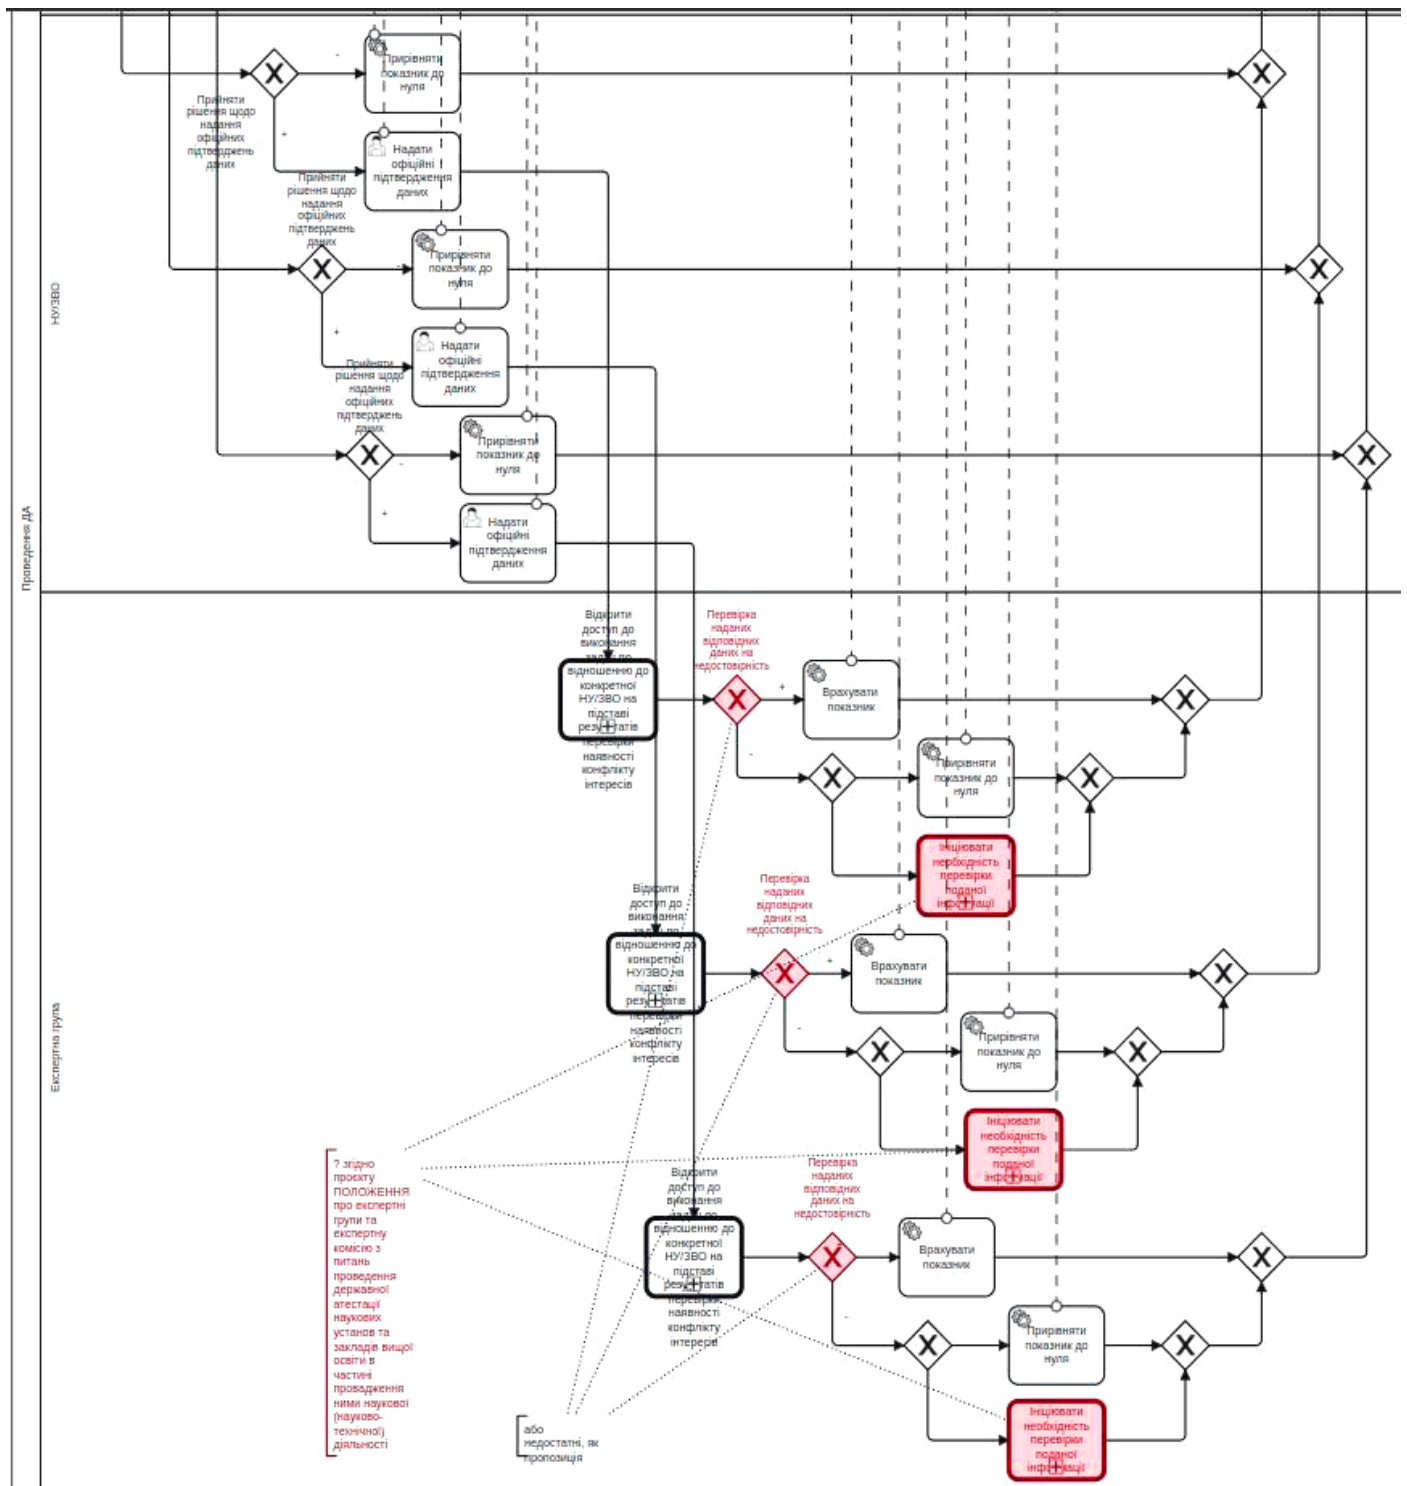 Проведення ДА
НУ/ЗВО
Прийняти
рішення щодо
надання
офіційних
підтверджень
даних
-
+
Прирівняти
показник до
нуля
Надати
офіційні
підтвердження
даних
Прийняти
рішення щодо
надання
офіційних
підтверджень
даних
-
+
Прирівняти
показник до
нуля
Надати
офіційні
підтвердження
даних
Прийняти
рішення щодо
надання
офіційних
підтверджень
даних
-
+
Прирівняти
показник до
нуля
Надати
офіційні
підтвердження
даних
Експертна група
Відкрити
доступ до
виконання
задач по
відношенню до
конкретної
НУ/ЗВО на
підставі
результатів
перевірки
наявності
конфлікту
інтересів
Перевірка
наданих
відповідних
даних на
недостовірність
+
-
Врахувати
показник
Прирівняти
показник до
нуля
Ініціювати
необхідність
перевірки
поданої
інформації
Відкрити
доступ до
виконання
задач по
відношенню до
конкретної
НУ/ЗВО на
підставі
результатів
перевірки
наявності
конфлікту
інтересів
Перевірка
наданих
відповідних
даних на
недостовірність
+
-
Врахувати
показник
Прирівняти
показник до
нуля
Ініціювати
необхідність
перевірки
поданої
інформації
Відкрити
доступ до
виконання
задач по
відношенню до
конкретної
НУ/ЗВО на
підставі
результатів
перевірки
наявності
конфлікту
інтересів
Перевірка
наданих
відповідних
даних на
недостовірність
-
Врахувати
показник
Прирівняти
показник до
нуля
Ініціювати
необхідність
перевірки
поданої
інформації
? згідно
проєкту
ПОЛОЖЕННЯ
про експертні
групи та
експертну
комісію з
питань
проведення
державної
атестації
наукових
установ та
закладів вищої
освіти в
частині
провадження
ними наукової
(науково-
технічної)
діяльності
або
недостатні, як
пропозиція